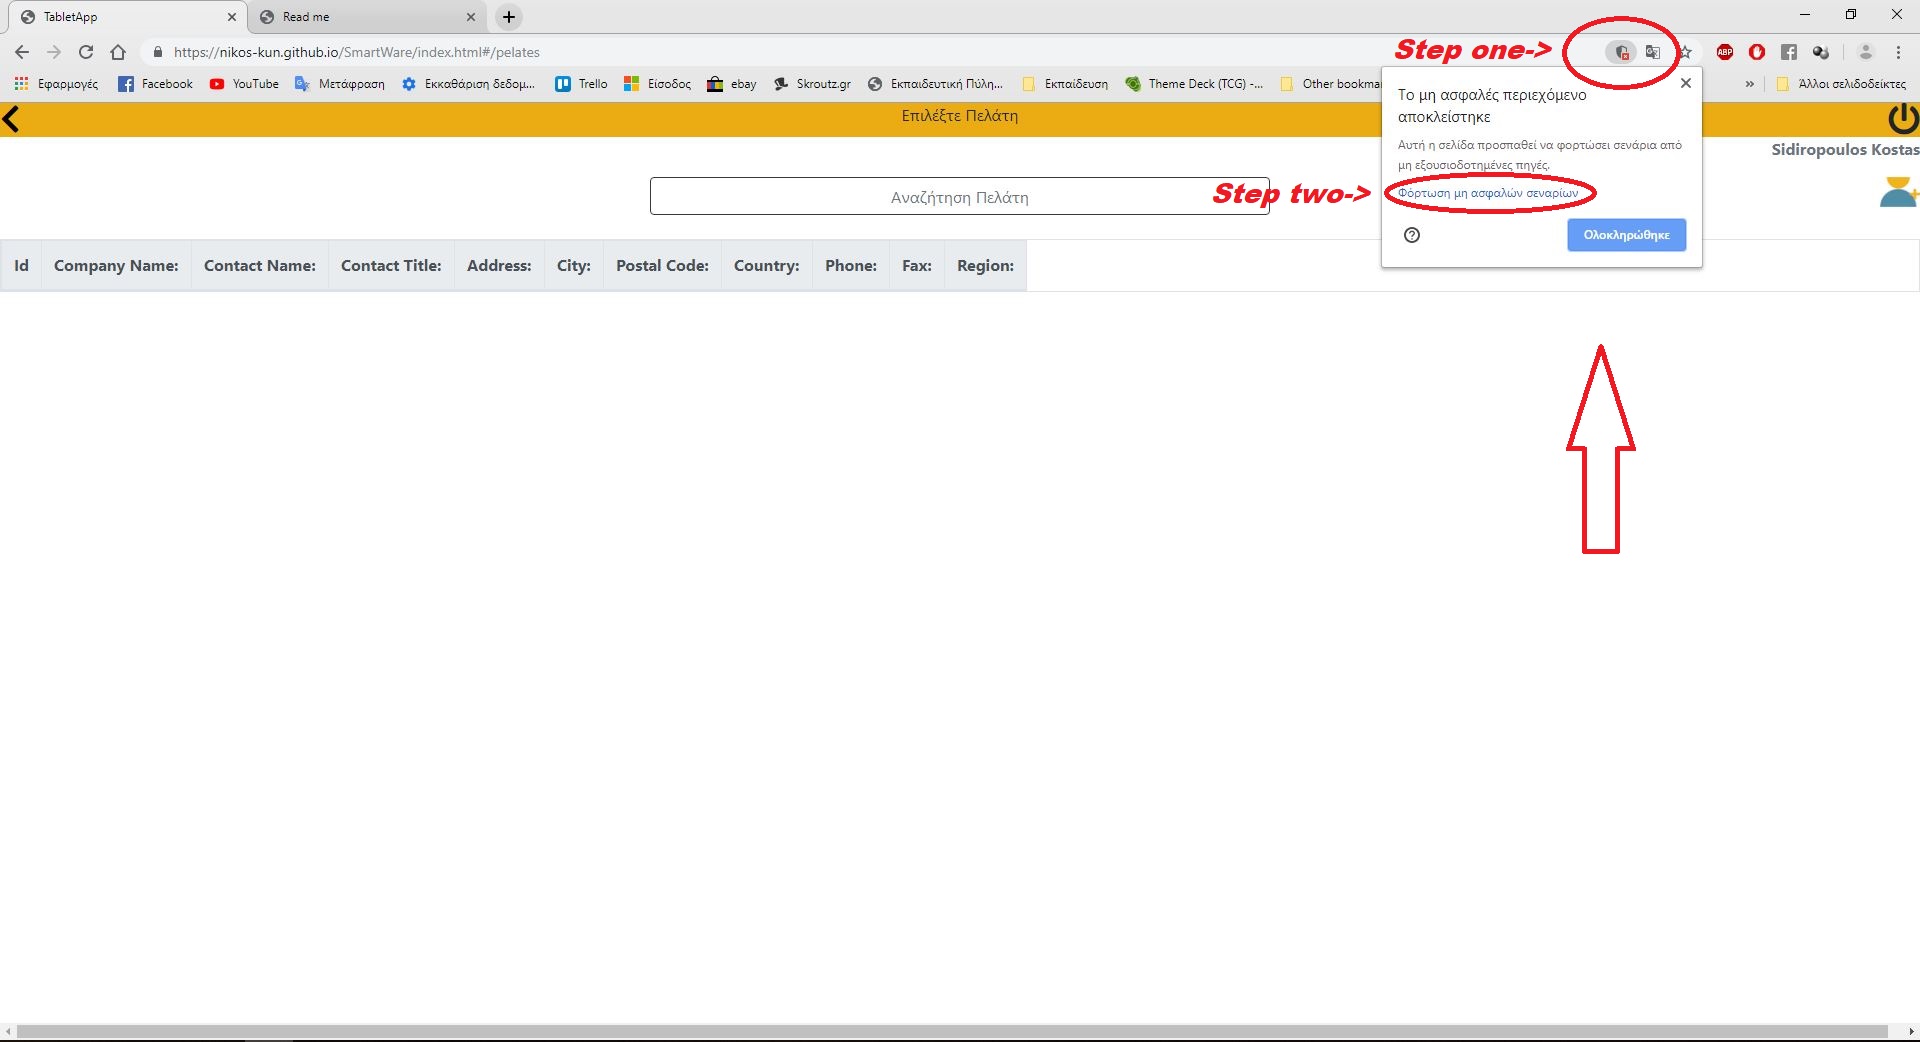 TabletApp
Read me
https://nikos-kun.github.io/SmartWare/index.html#/pelates
Step one->
ABP
Εφαρμογές
Facebook
YouTube
Μετάφραση
Εκκαθάριση δεδομ...
Trello
Είσοδος
ebay
Skroutz.gr
Εκπαιδευτική Πύλη...
Εκπαίδευση
Theme Deck (TCG) -...
Other bookma
»
Άλλοι σελιδοδείκτες
Επιλέξτε Πελάτη
Sidiropoulos Kostas
Το μη ασφαλές περιεχόμενο
αποκλείστηκε
Αυτή η σελίδα προσπαθεί να φορτώσει σενάρια από
μη εξουσιοδοτημένες πηγές.
Αναζήτηση Πελάτη
Step two->
Φόρτωση μη ασφαλών σεναρίων
Ολοκληρώθηκε
Id
Company Name:
Contact Name:
Contact Title:
Address:
City:
Postal Code:
Country:
Phone:
Fax:
Region: